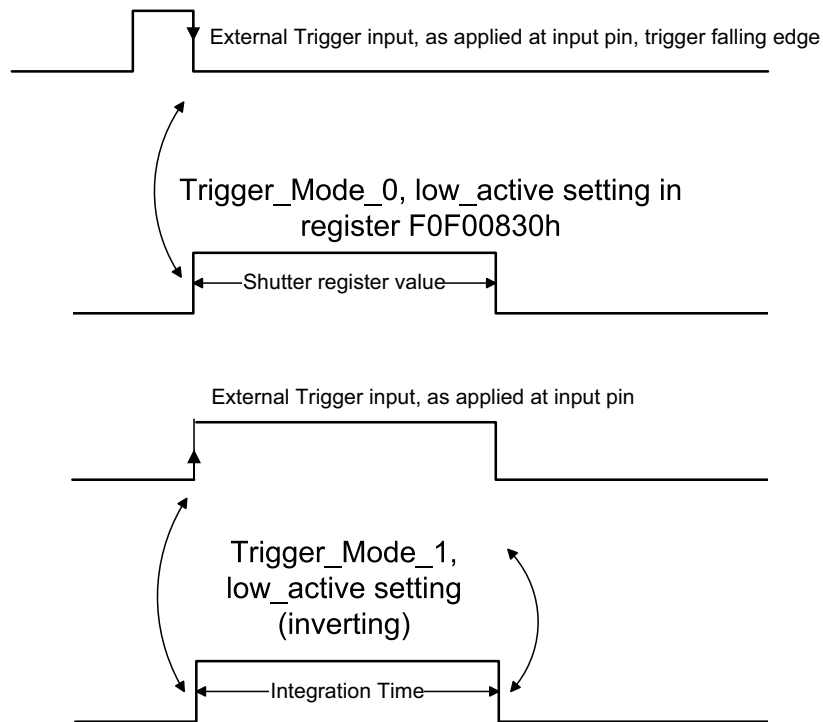 External Trigger input, as applied at input pin, trigger falling edge
Trigger_Mode_0, low_active setting in
register F0F00830h
Shutter register value
External Trigger input, as applied at input pin
Trigger_Mode_1,
low_active setting
(inverting)
Integration Time